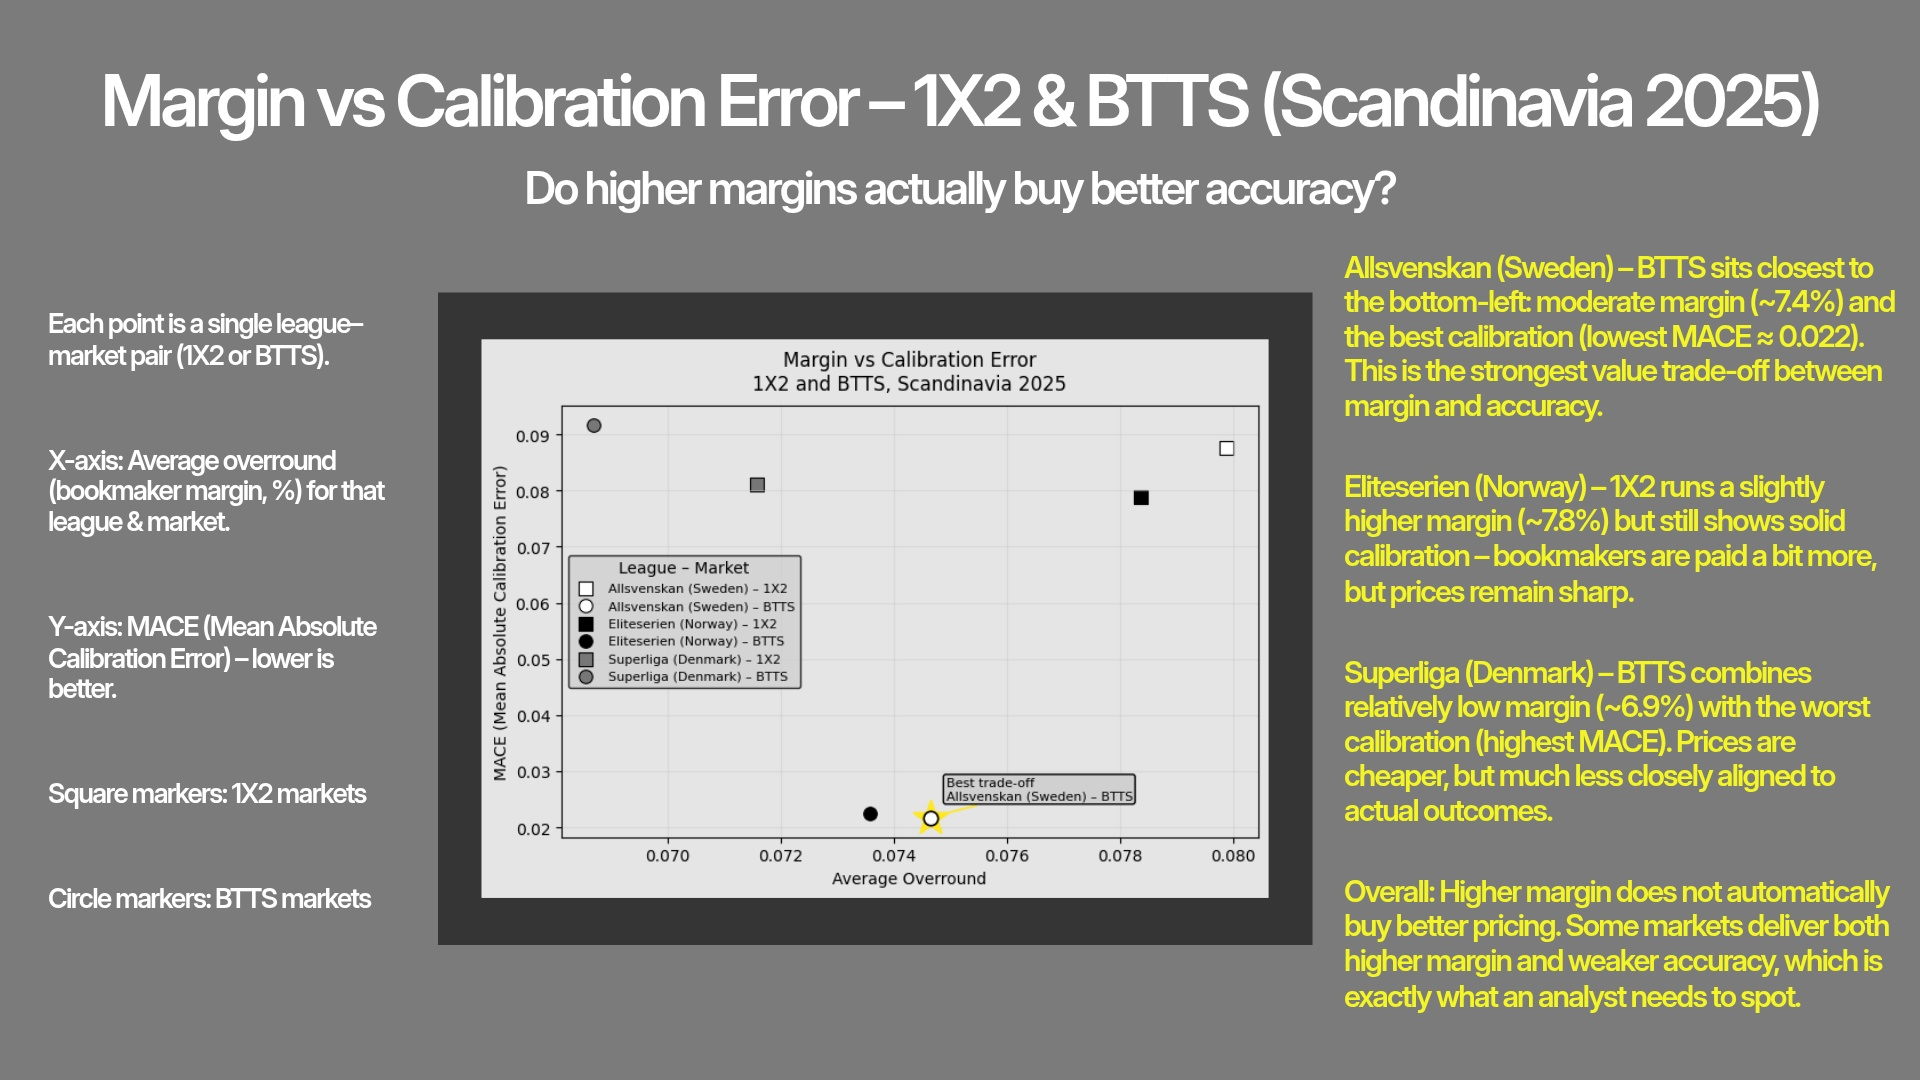 Margin vs Calibration Error – 1X2 & BTTS (Scandinavia 2025)
Do higher margins actually buy better accuracy?
Each point is a single league–
market pair (1X2 or BTTS).
X-axis: Average overround
(bookmaker margin, %) for that
league & market.
Y-axis: MACE (Mean Absolute
Calibration Error) – lower is
better.
Square markers: 1X2 markets
Circle markers: BTTS markets
Margin vs Calibration Error
1X2 and BTTS, Scandinavia 2025
MACE (Mean Absolute Calibration Error)
0.09
0.08
0.07
0.06
0.05
0.04
0.03
0.02
League – Market
Allsvenskan (Sweden) – 1X2
Allsvenskan (Sweden) – BTTS
Eliteserien (Norway) – 1X2
Eliteserien (Norway) – BTTS
Superliga (Denmark) – 1X2
Superliga (Denmark) – BTTS
Best trade-off
Allsvenskan (Sweden) – BTTS
0.070 0.072 0.074 0.076 0.078 0.080
Average Overround
Allsvenskan (Sweden) – BTTS sits closest to
the bottom-left: moderate margin (~7.4%) and
the best calibration (lowest MACE ≈ 0.022).
This is the strongest value trade-off between
margin and accuracy.
Eliteserien (Norway) – 1X2 runs a slightly
higher margin (~7.8%) but still shows solid
calibration – bookmakers are paid a bit more,
but prices remain sharp.
Superliga (Denmark) – BTTS combines
relatively low margin (~6.9%) with the worst
calibration (highest MACE). Prices are
cheaper, but much less closely aligned to
actual outcomes.
Overall: Higher margin does not automatically
buy better pricing. Some markets deliver both
higher margin and weaker accuracy, which is
exactly what an analyst needs to spot.